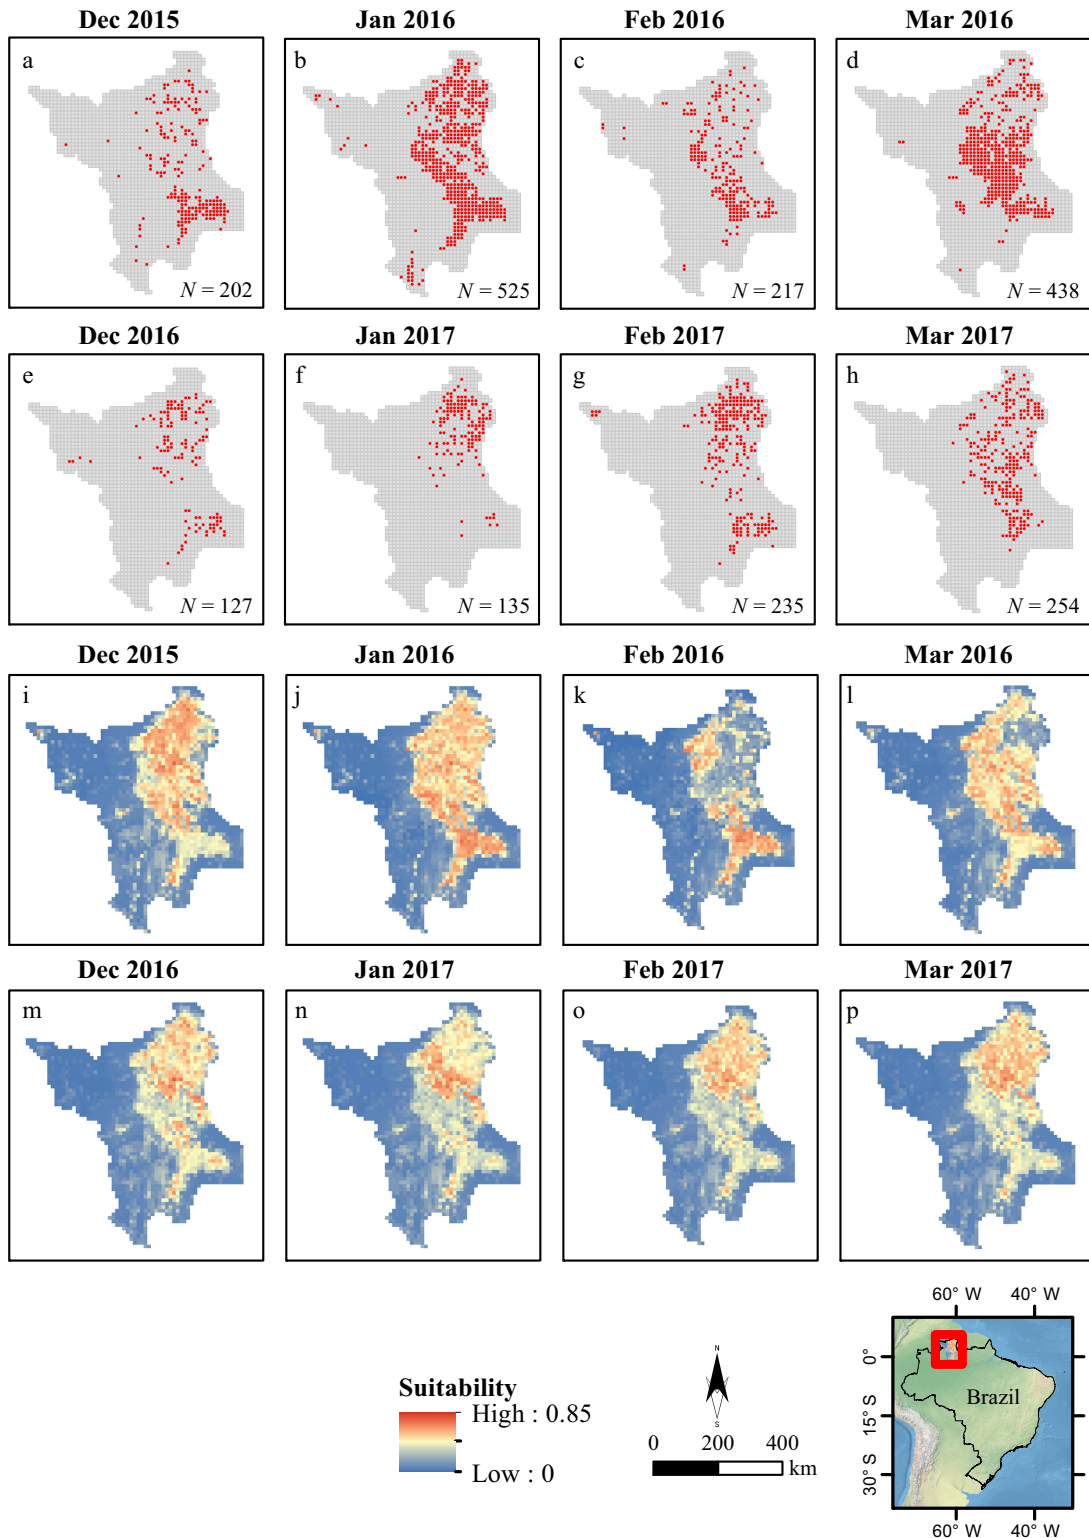 Dec 2015 Jan 2016 Feb 2016 Mar 2016
a b c d
N = 202 N = 525 N = 217 N = 438
Dec 2016 Jan 2017 Feb 2017 Mar 2017
e f g h
N = 127 N = 135 N = 235 N = 254
Dec 2015 Jan 2016 Feb 2016 Mar 2016
i j k l
Dec 2016 Jan 2017 Feb 2017 Mar 2017
m n o p
60° W 40° W
Suitability
High : 0.85
Low : 0
N
S
0 200 400
km
0°
15° S
30° S
Brazil
60° W 40° W